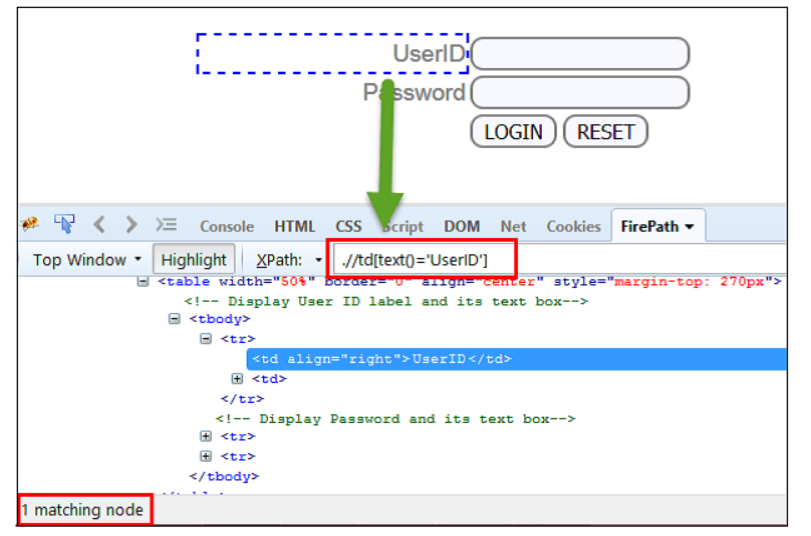 UserID
Password
LOGIN RESET
Console HTML CSS Script DOM Net Cookies FirePath
Top Window Highlight XPath: .//td[text()='UserID']
<table width="50%" border="0" align="center" style="margin-top: 270px">
<!-- Display User ID label and its text box-->
<tbody>
<tr>
<td align="right">UserID</td>
<td>
</tr>
<!-- Display Password and its text box-->
<tr>
<tr>
</tbody>
1 matching node